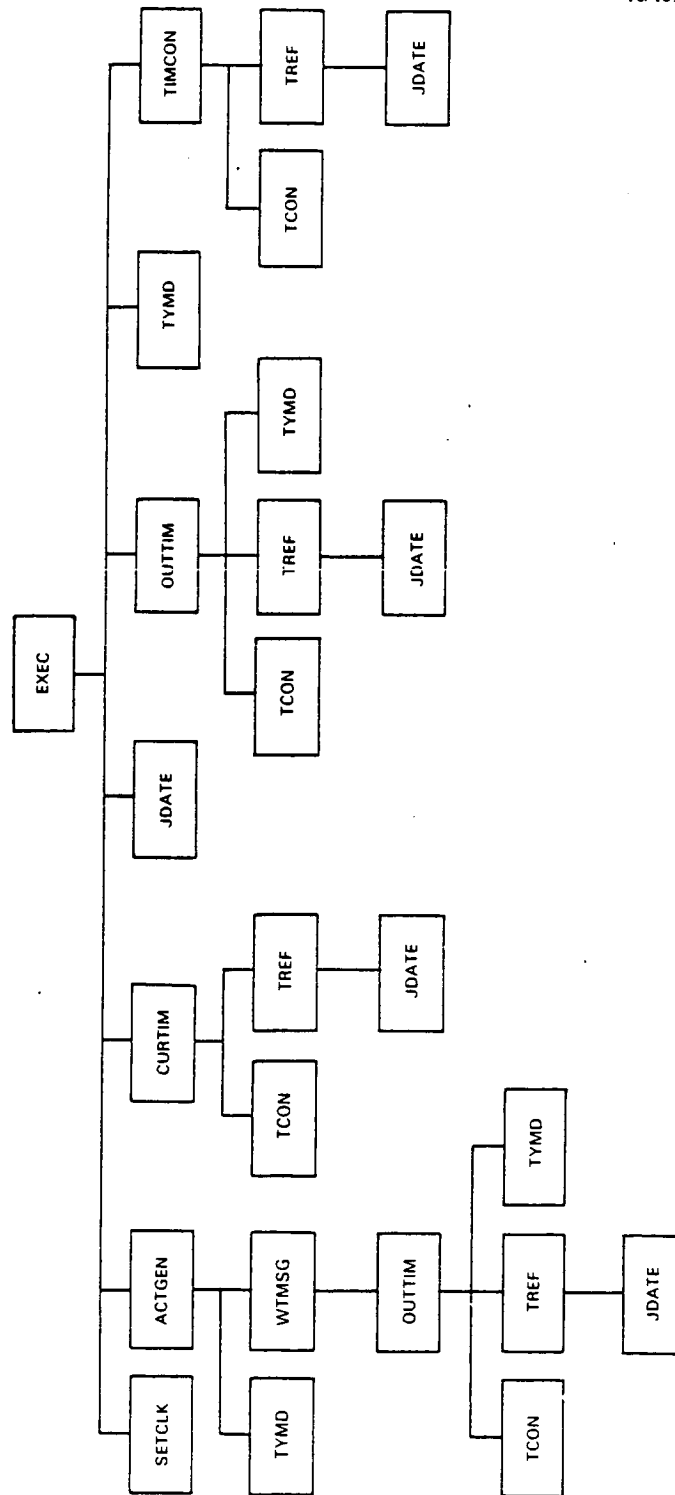 EXEC
SETCLK
ACTGEN
CURTIM
JDATE
OUTTIM
TYMD
TIMCON
TYMD
WTMSG
TCON
TREF
TCON
TREF
TYMD
TCON
TREF
OUTTIM
JDATE
JDATE
JDATE
TCON
TREF
TYMD
JDATE